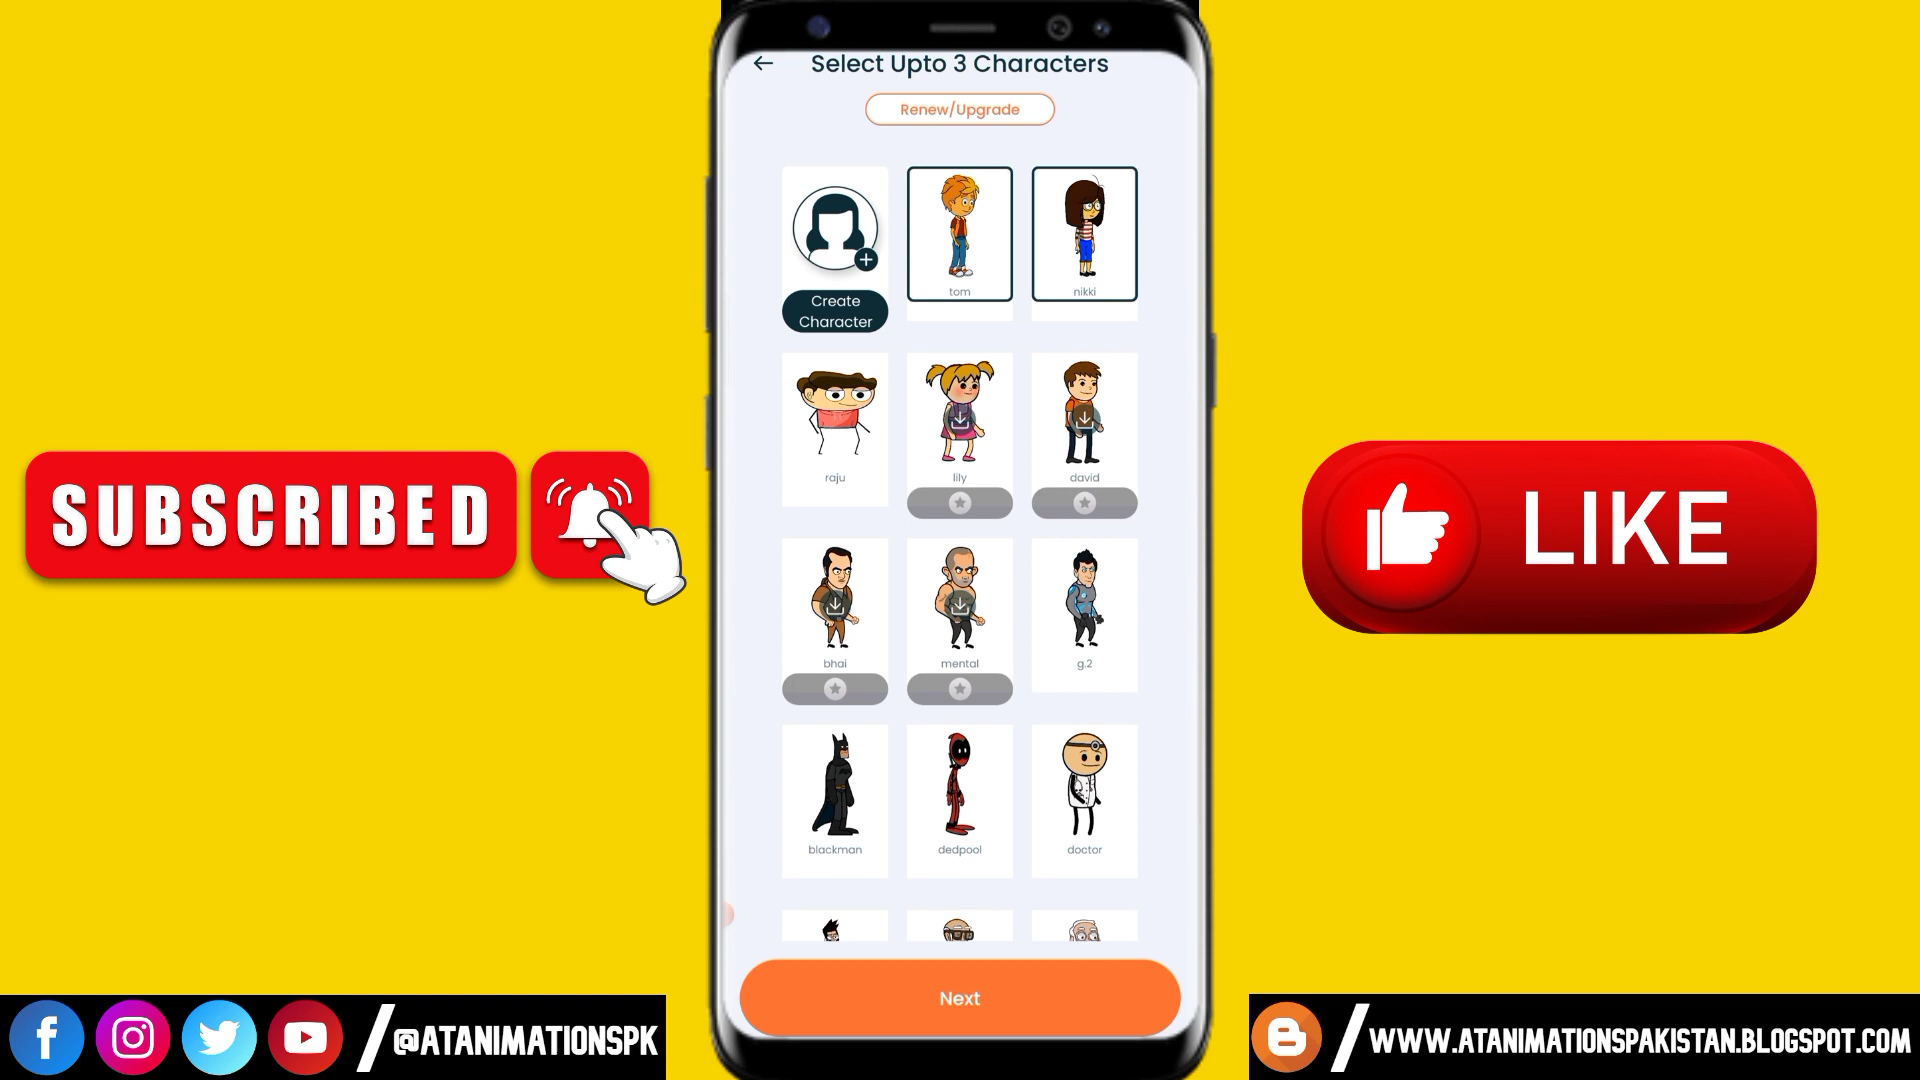 Select Upto 3 Characters
Renew/Upgrade
Create
Character
tom
nikki
raju
lily
david
SUBSCRIBED
LIKE
bhai
mental
g.2
blackman
dedpool
doctor
Next
/@ATANIMATIONSPK
/WWW.ATANIMATIONSPAKISTAN.BLOGSPOT.COM